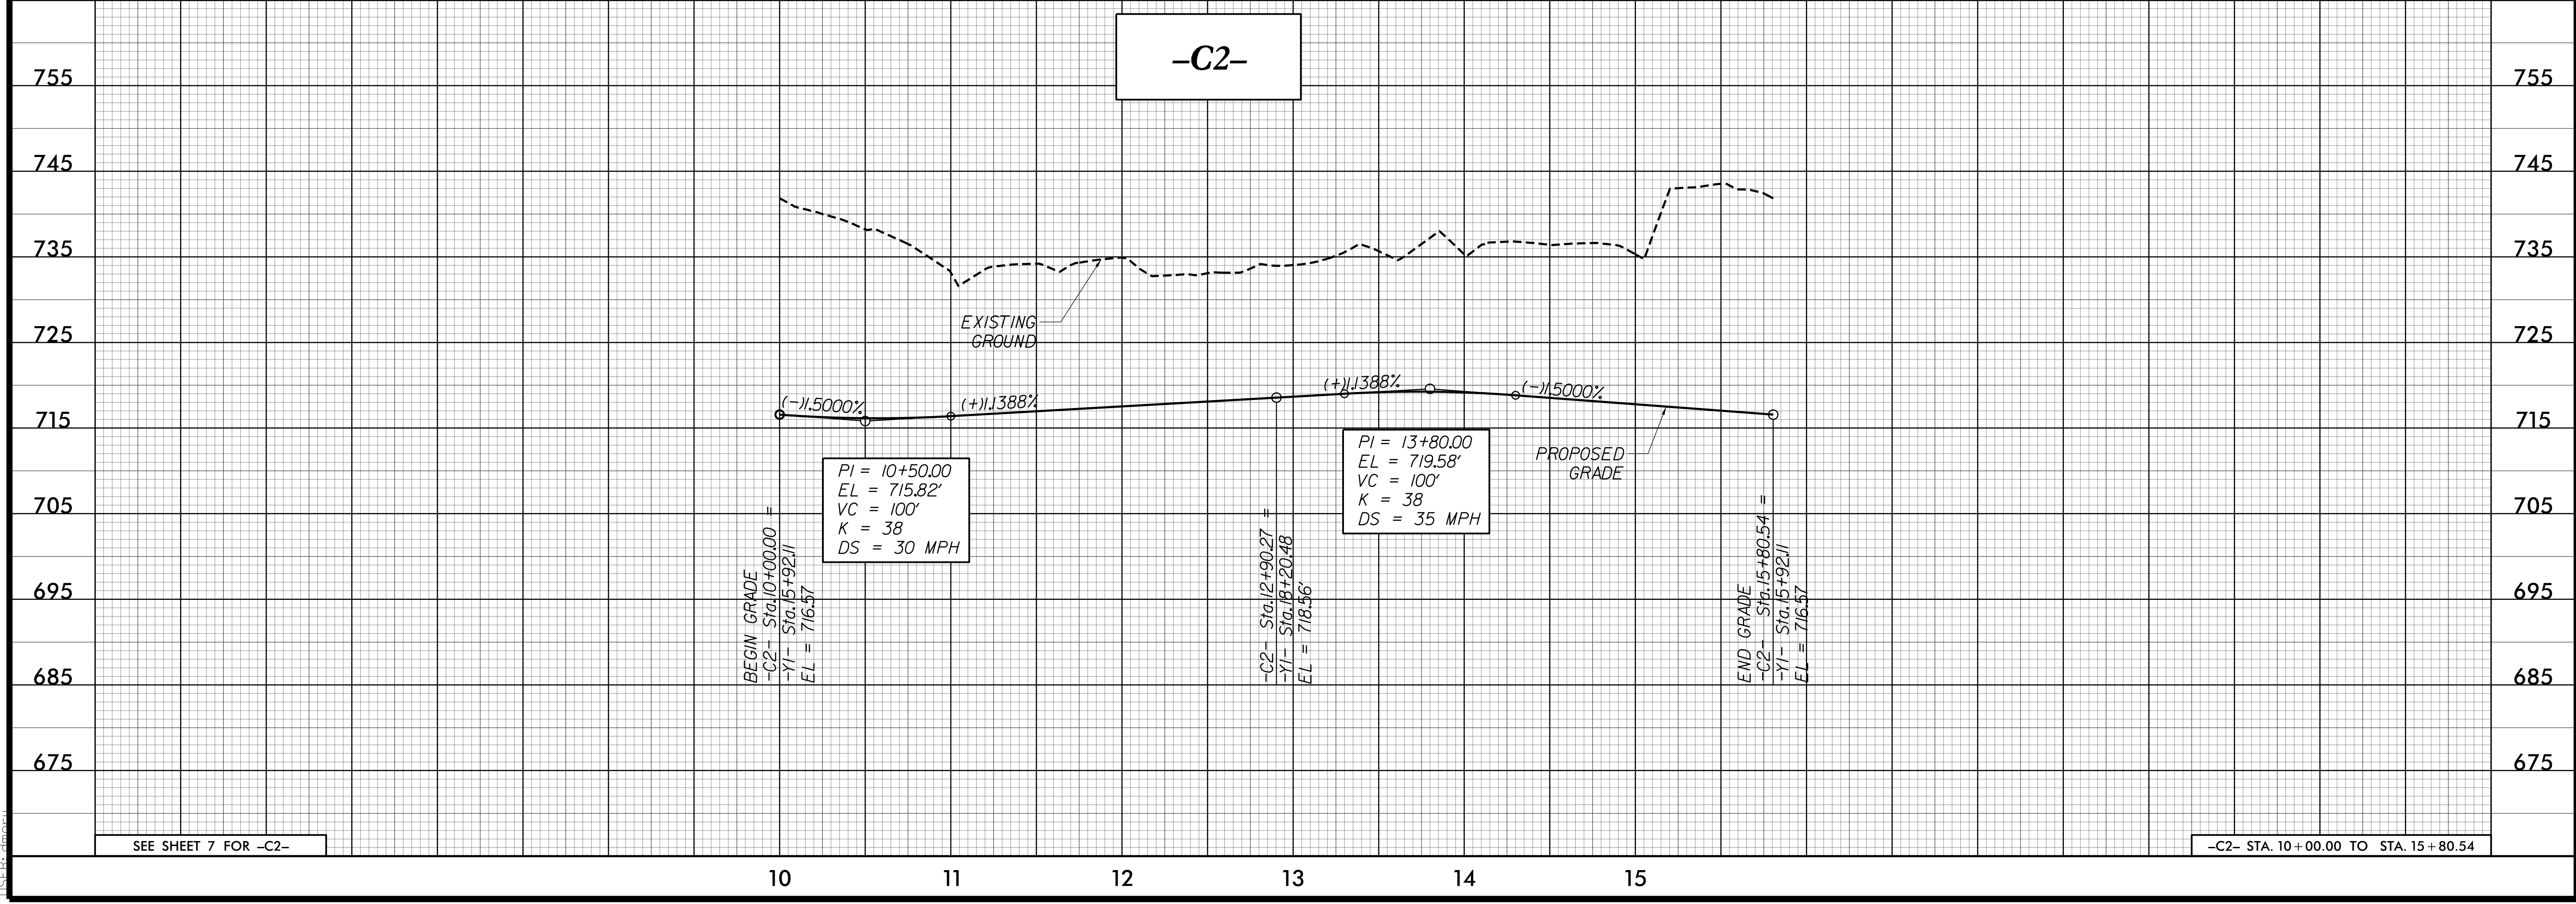 –C2–
755
755
745
745
735
735
725
725
715
715
705
705
695
695
685
685
675
675
EXISTING
GROUND
(-)1.5000%
(+)1.1388%
(+)1.1388%
(-)1.5000%
PI = 10+50.00
EL = 715.82'
VC = 100'
K = 38
DS = 30 MPH
PI = 13+80.00
EL = 719.58'
VC = 100'
K = 38
DS = 35 MPH
PROPOSED
GRADE
BEGIN GRADE
-C2- Sta.10+00.00 =
-Y1- Sta.15+92.11
EL = 716.57
-C2- Sta.12+90.27 =
-Y1- Sta.18+20.48
EL = 718.56'
END GRADE
-C2- Sta.15+80.54 =
-Y1- Sta.15+92.11
EL = 716.57
SEE SHEET 7 FOR –C2–
–C2– STA. 10+00.00 TO STA. 15+80.54
10
11
12
13
14
15